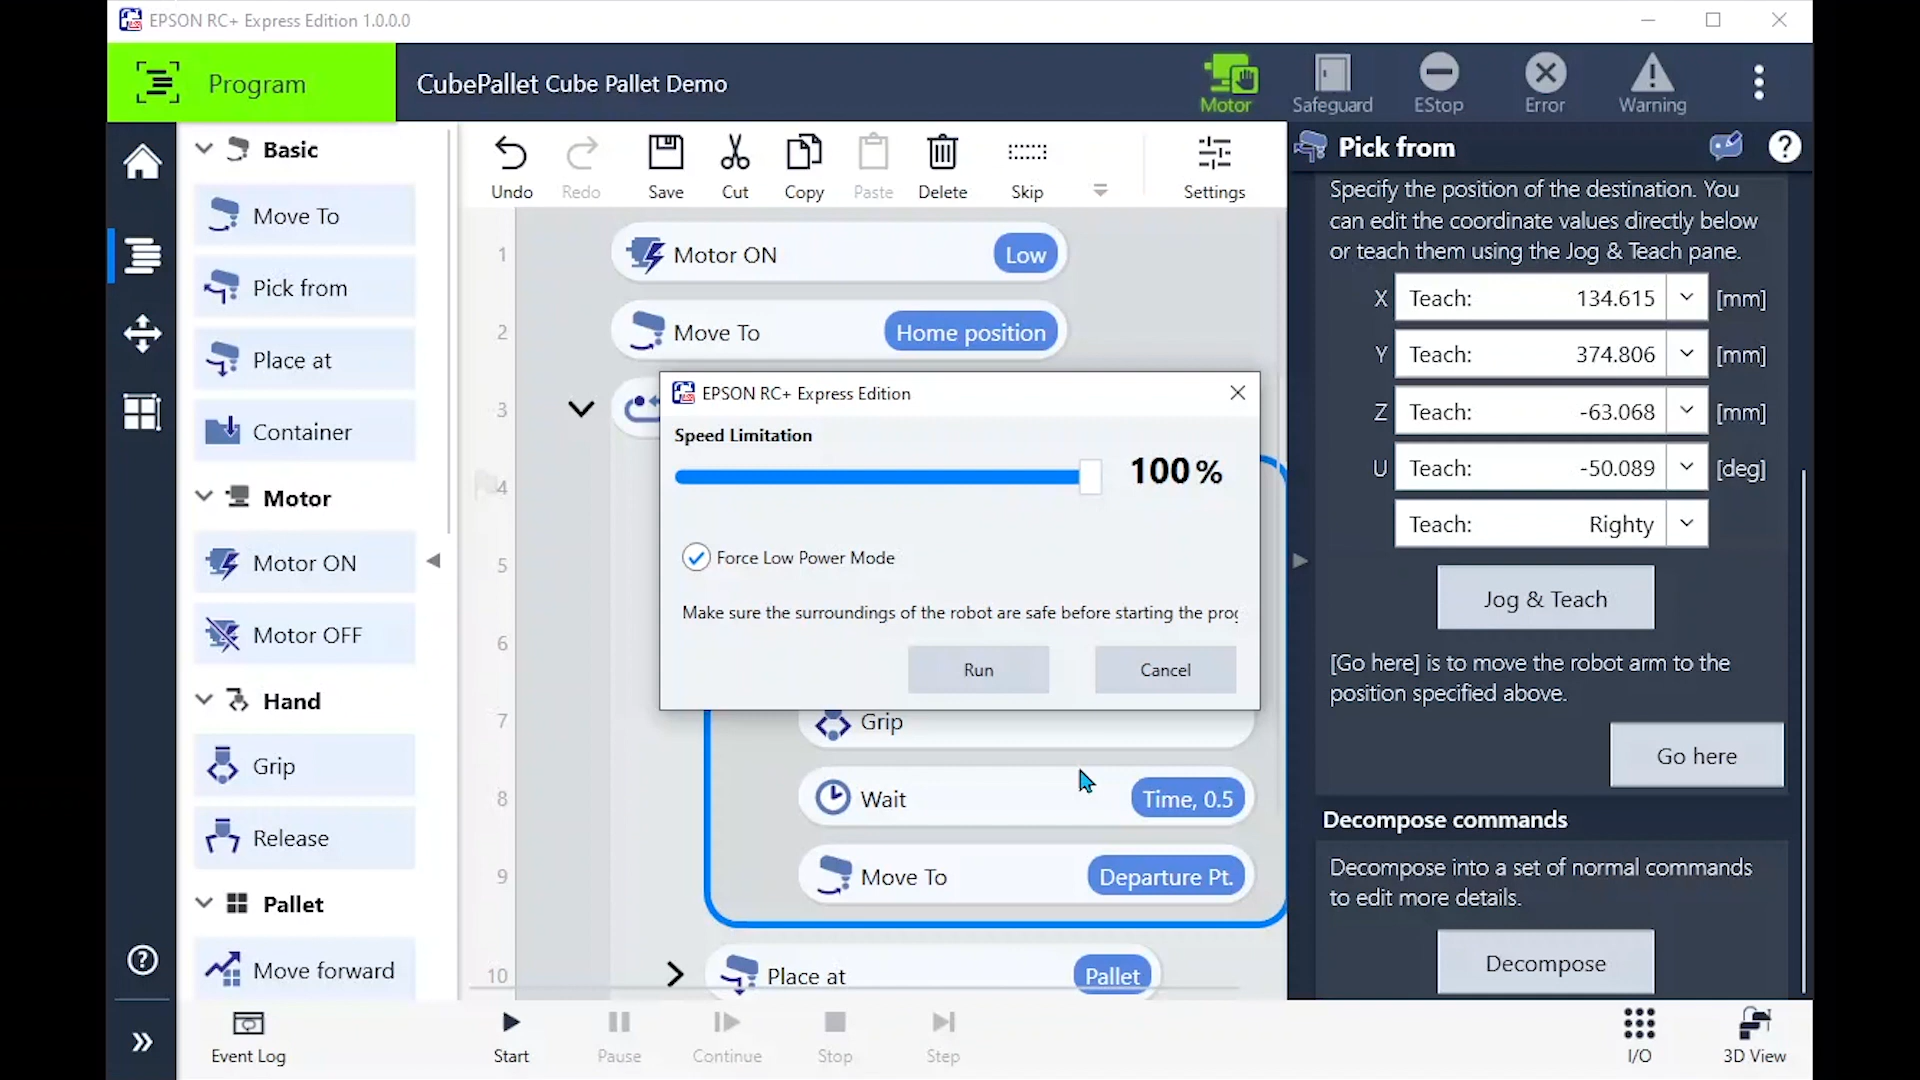 EPSON RC+ Express Edition 1.0.0.0
Program
CubePallet Cube Pallet Demo
Motor
Safeguard
EStop
Error
Warning
Basic
Move To
Pick from
Place at
Container
Motor
Motor ON
Motor OFF
Hand
Grip
Release
Pallet
Move forward
Undo
Redo
Save
Cut
Copy
Paste
Delete
Skip
Settings
1 Motor ON Low
2 Move To Home position
3
4
5
6
7 Grip
8 Wait Time, 0.5
9 Move To Departure Pt.
10 Place at Pallet
EPSON RC+ Express Edition
Speed Limitation
100%
Force Low Power Mode
Make sure the surroundings of the robot are safe before starting the prog
Run
Cancel
Pick from
Specify the position of the destination. You
can edit the coordinate values directly below
or teach them using the Jog & Teach pane.
X Teach: 134.615 [mm]
Y Teach: 374.806 [mm]
Z Teach: -63.068 [mm]
U Teach: -50.089 [deg]
Teach: Righty
Jog & Teach
[Go here] is to move the robot arm to the
position specified above.
Go here
Decompose commands
Decompose into a set of normal commands
to edit more details.
Decompose
Event Log
Start
Pause
Continue
Stop
Step
I/O
3D View